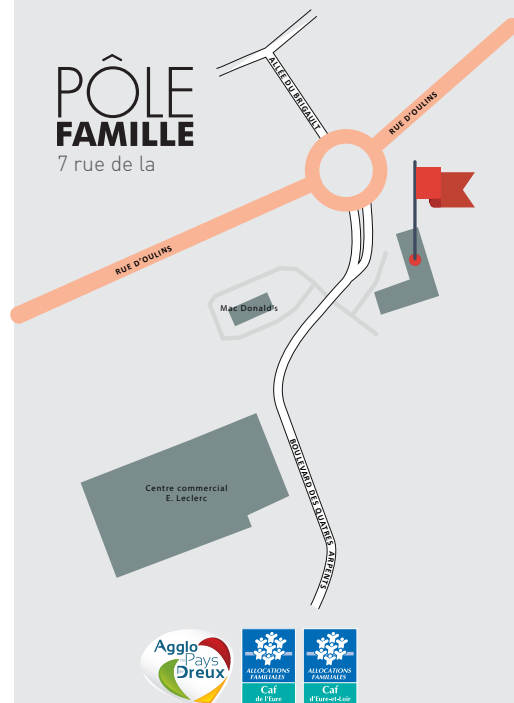 PÔLE
FAMILLE
7 rue de la
ALLÉE DU BRIGAULT
RUE D'OULINS
RUE D'OULINS
Mac Donald's
Centre commercial
E. Leclerc
BOULEVARD DES QUATRES ARPENTS
Agglo
Pays
Dreux
ALLOCATIONS
FAMILIALES
Caf
de l'Eure
ALLOCATIONS
FAMILIALES
Caf
d'Eure-et-Loir